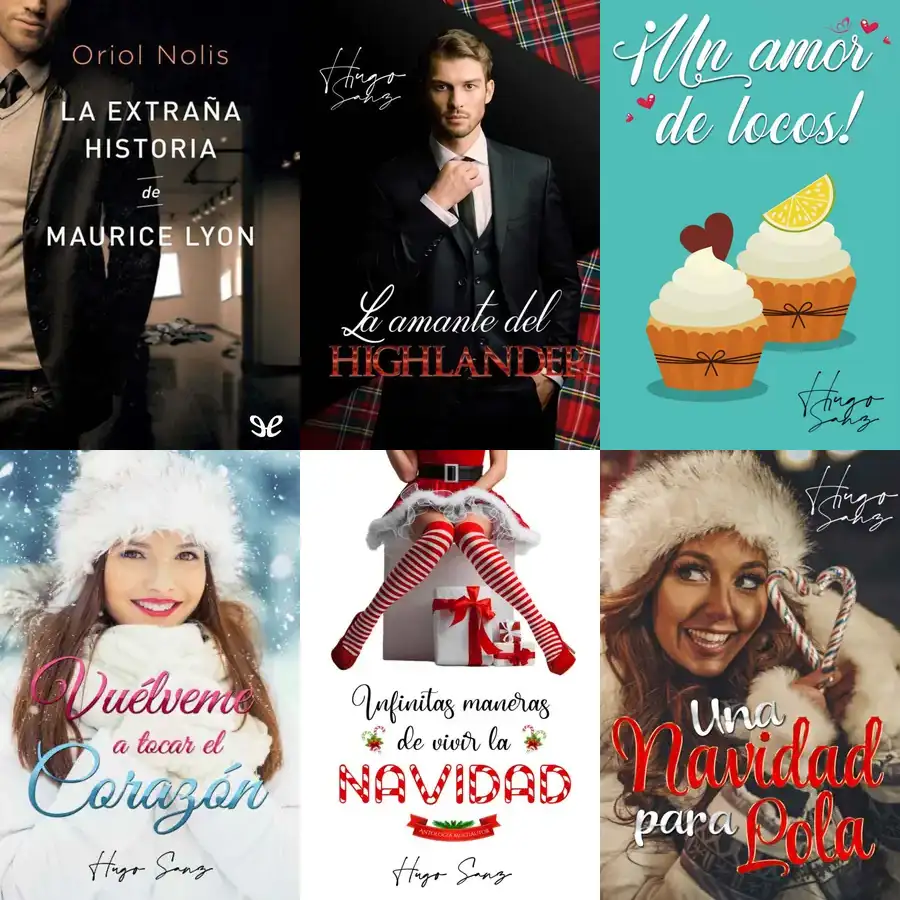 Oriol Nolis
LA EXTRAÑA
HISTORIA
de
MAURICE LYON
Hugo
Sanz
La amante del
HIGHLANDER
¡Un amor
de locos!
Hugo
Sanz
Vuélveme
a tocar el
Corazón
Hugo Sanz
Infinitas maneras
de vivir la
NAVIDAD
ANTOLOGÍA MULTIAUTOR
Hugo Sanz
Hugo
Sanz
Una
Navidad
para
Lola